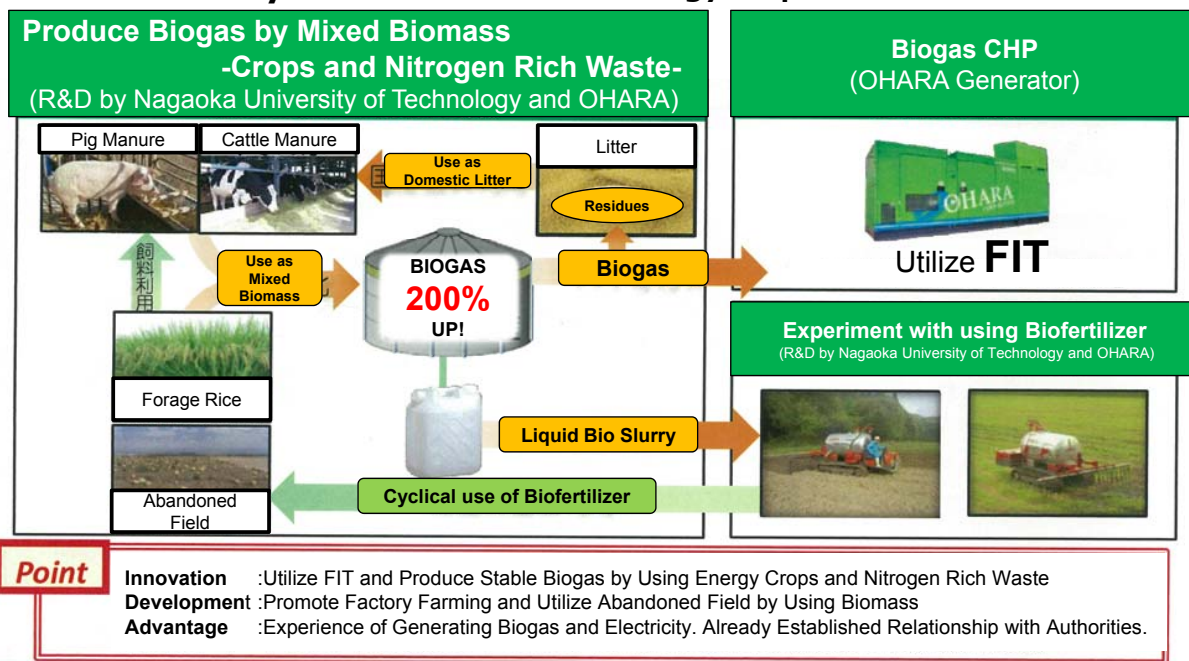 Produce Biogas by Mixed Biomass
-Crops and Nitrogen Rich Waste-
(R&D by Nagaoka University of Technology and OHARA)
Biogas CHP
(OHARA Generator)
Pig Manure
Cattle Manure
Use as
Domestic Litter
Litter
Residues
OHARA
Utilize FIT
飼料利用
Use as
Mixed
Biomass
化
BIOGAS
200%
UP!
Biogas
Experiment with using Biofertilizer
(R&D by Nagaoka University of Technology and OHARA)
Forage Rice
Liquid Bio Slurry
Abandoned
Field
Cyclical use of Biofertilizer
Point
Innovation :Utilize FIT and Produce Stable Biogas by Using Energy Crops and Nitrogen Rich Waste
Development :Promote Factory Farming and Utilize Abandoned Field by Using Biomass
Advantage :Experience of Generating Biogas and Electricity. Already Established Relationship with Authorities.